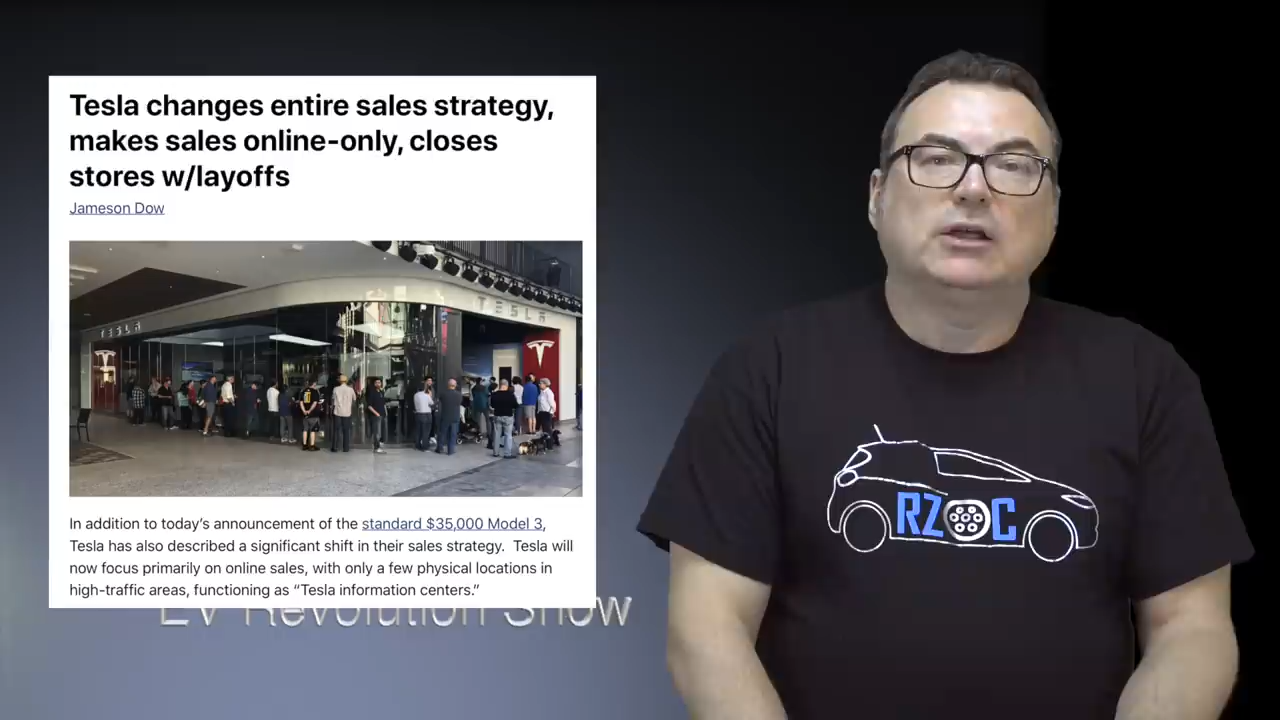 Tesla changes entire sales strategy,
makes sales online-only, closes
stores w/layoffs
Jameson Dow
TESLA
TESLA
In addition to today's announcement of the standard $35,000 Model 3,
Tesla has also described a significant shift in their sales strategy.  Tesla will
now focus primarily on online sales, with only a few physical locations in
high-traffic areas, functioning as “Tesla information centers.”
EV Revolution Show
RZ C